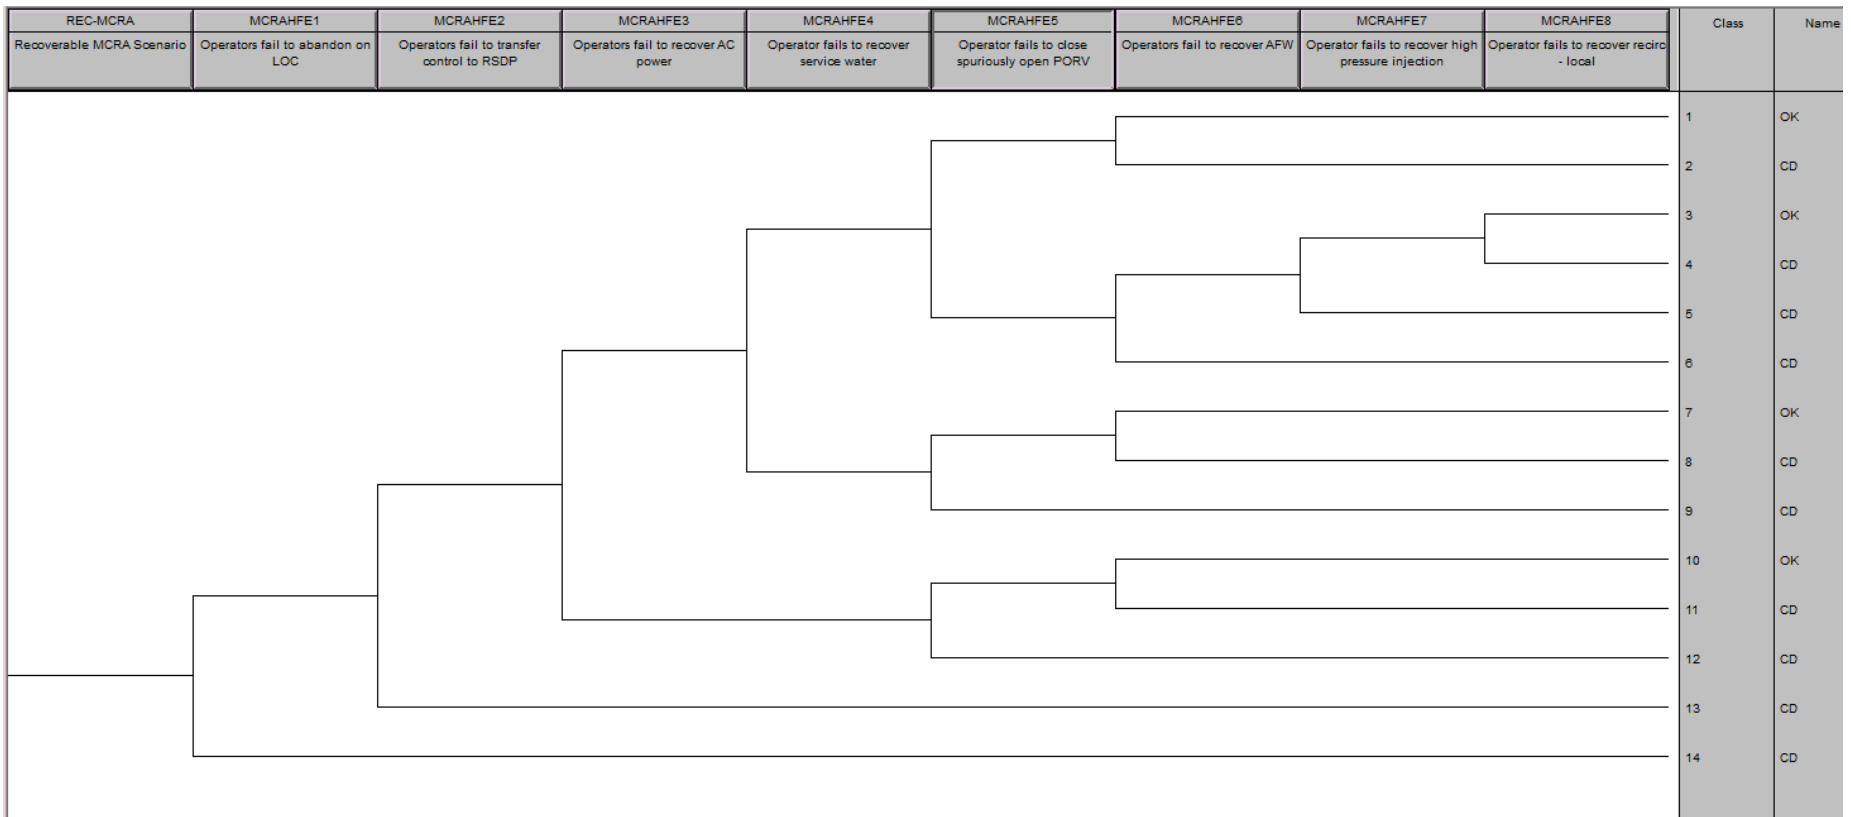 REC-MCRA MCRAHFE1 MCRAHFE2 MCRAHFE3 MCRAHFE4 MCRAHFE5 MCRAHFE6 MCRAHFE7 MCRAHFE8 Class Name
Recoverable MCRA Scenario Operators fail to abandon on Operators fail to transfer Operators fail to recover AC Operator fails to recover Operator fails to close Operators fail to recover AFW Operator fails to recover high Operator fails to recover recirc
LOC control to RSDP power service water spuriously open PORV pressure injection - local
1 OK
2 CD
3 OK
4 CD
5 CD
6 CD
7 OK
8 CD
9 CD
10 OK
11 CD
12 CD
13 CD
14 CD